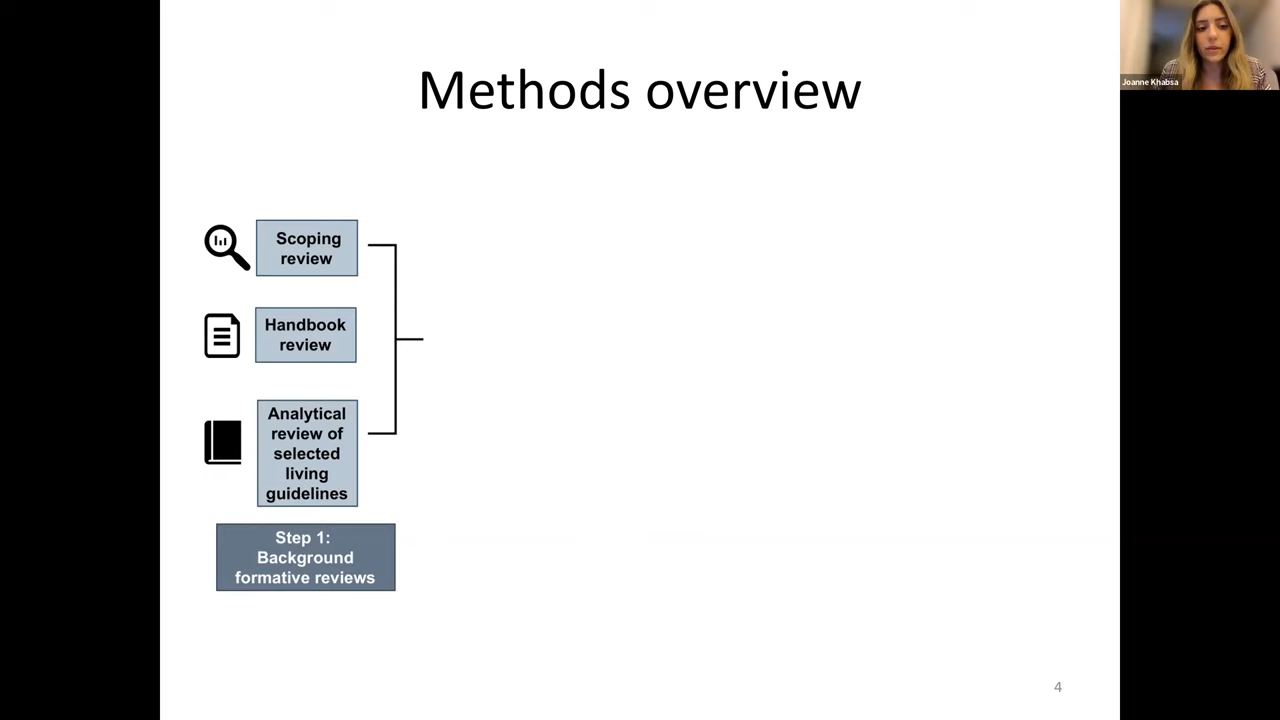 Methods overview
Joanne Khabsa
Scoping
review
Handbook
review
Analytical
review of
selected
living
guidelines
Step 1:
Background
formative reviews
4